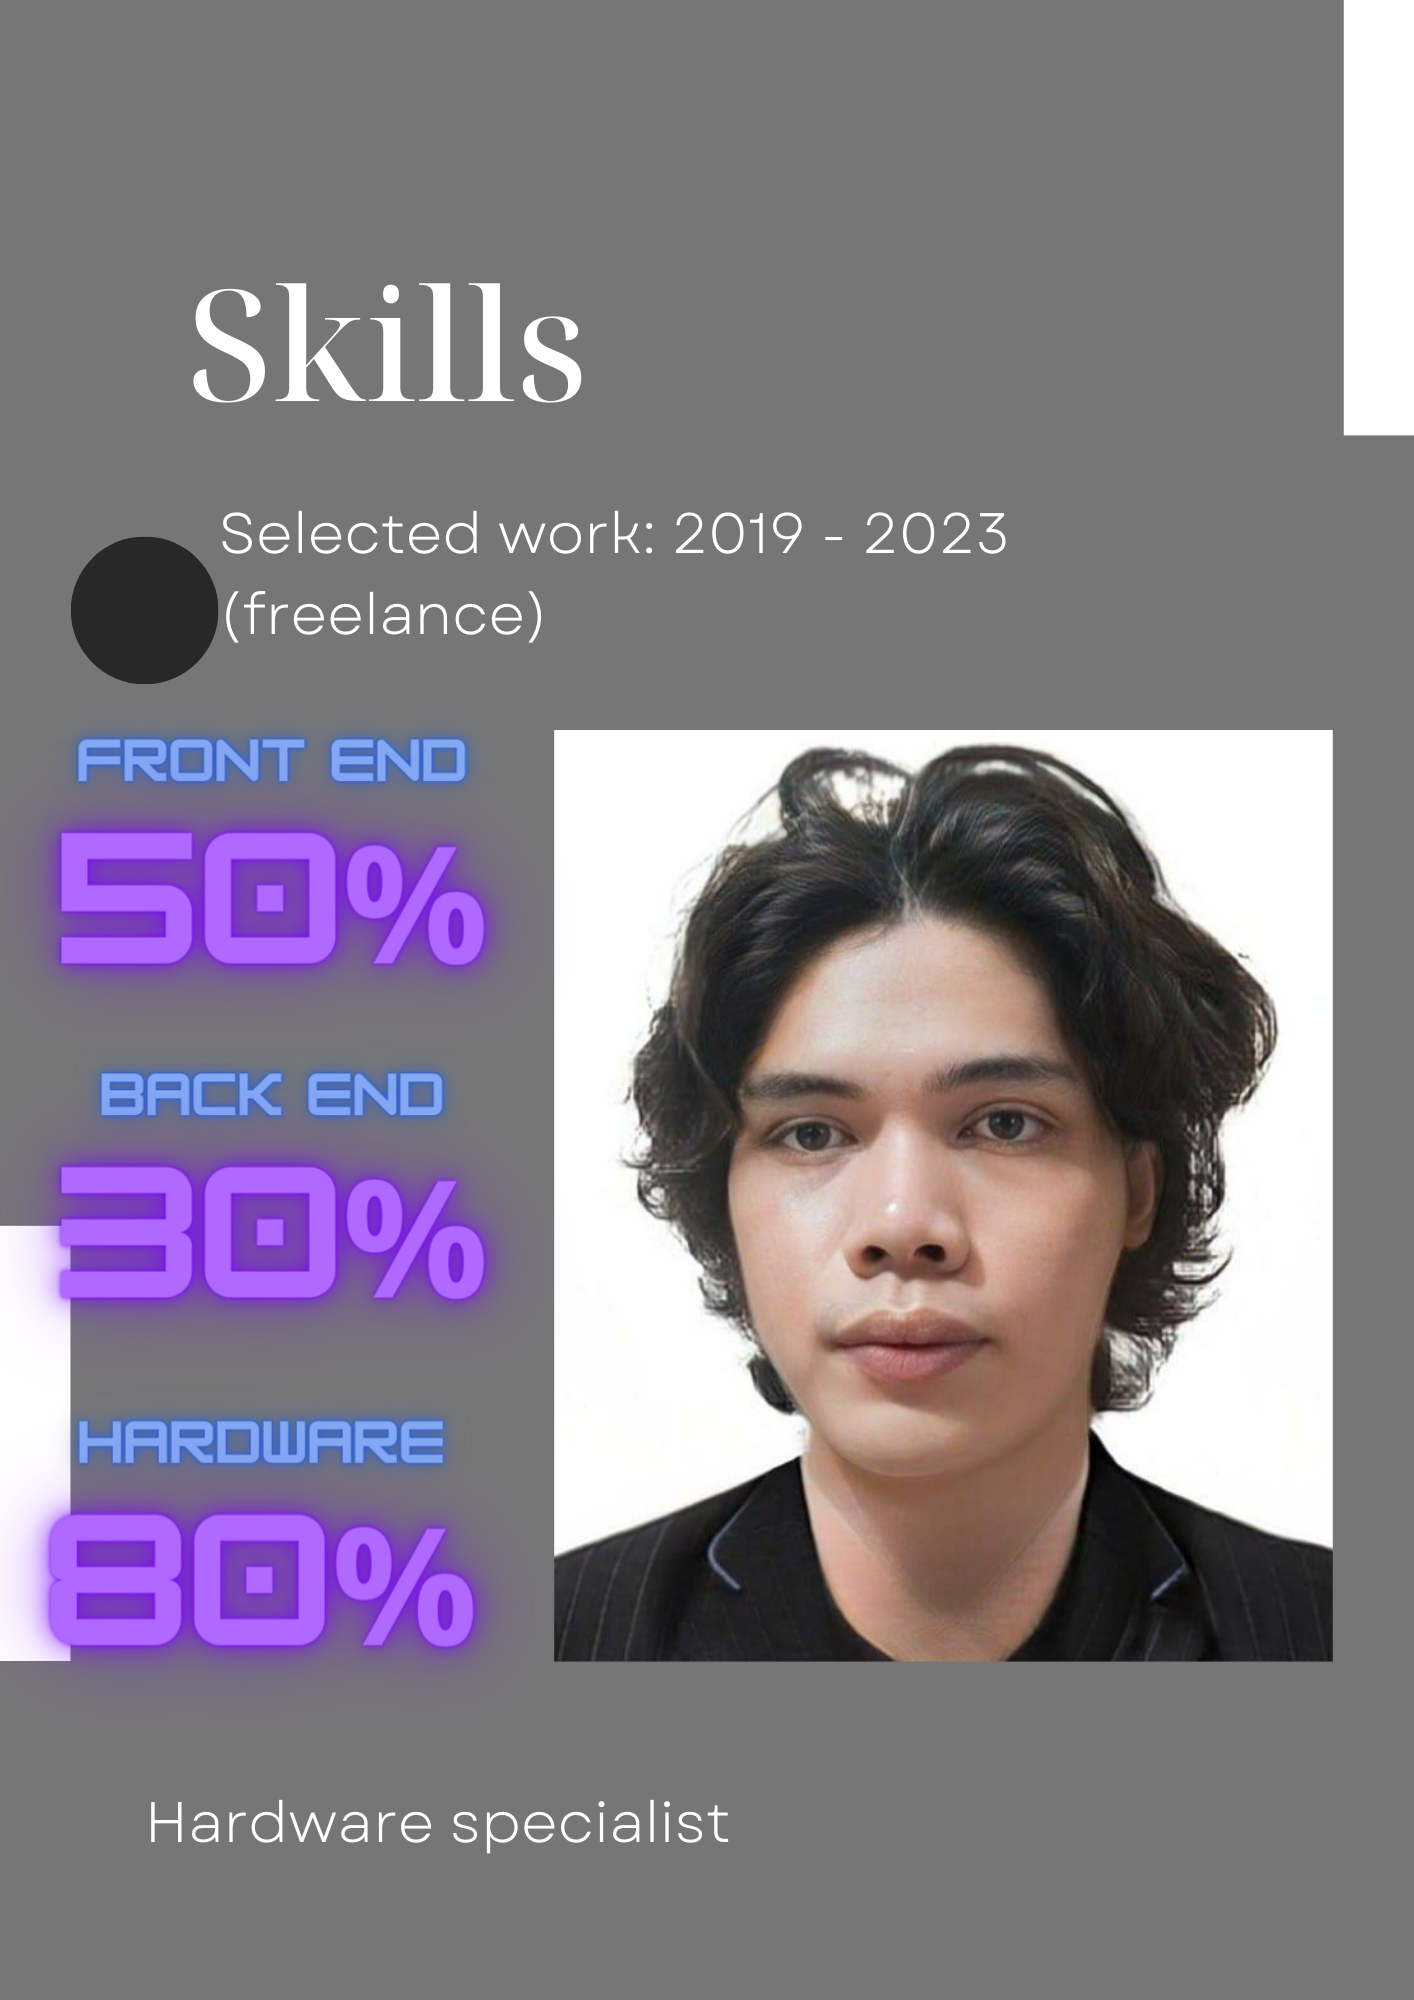 Skills
Selected work: 2019 - 2023
(freelance)
FRONT END
50%
BACK END
30%
HARDWARE
80%
Hardware specialist